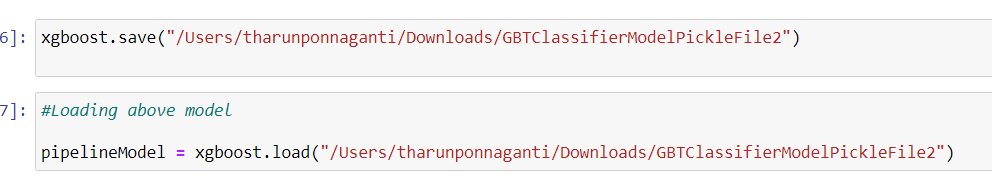 6]: xgboost.save("/Users/tharunponnaganti/Downloads/GBTClassifierModelPickleFile2")
7]: #Loading above model
pipelineModel = xgboost.load("/Users/tharunponnaganti/Downloads/GBTClassifierModelPickleFile2")